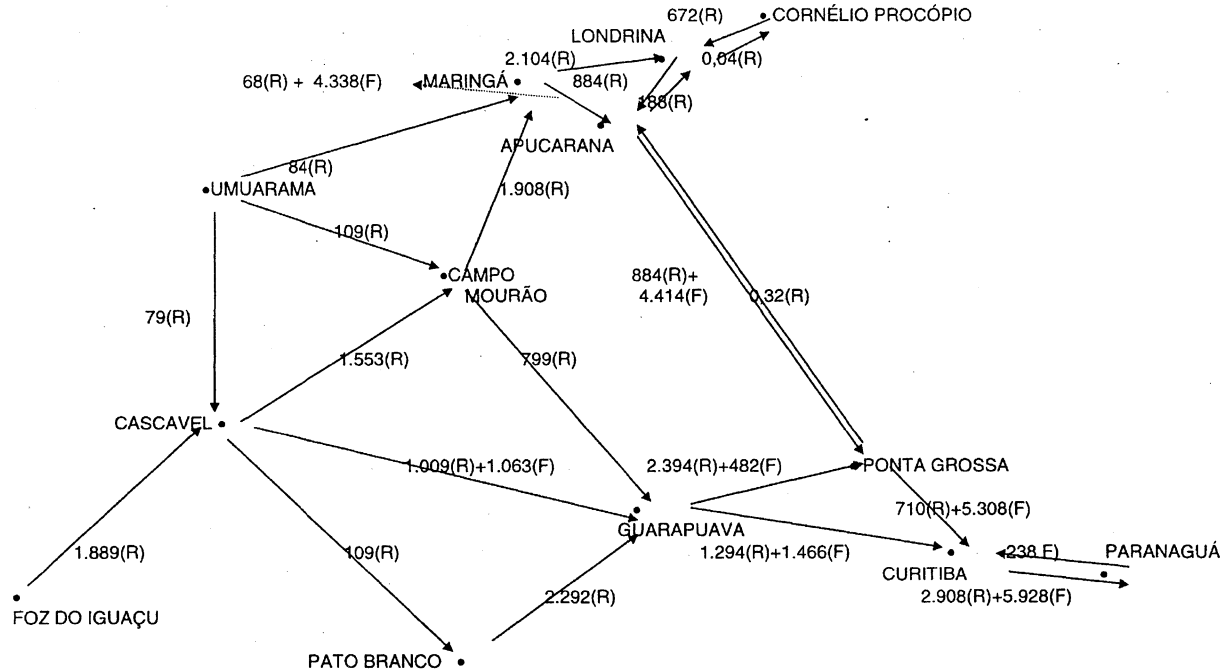 672(R)
CORNÉLIO PROCÓPIO
LONDRINA
2.104(R)
0,04(R)
68(R) + 4.338(F)
MARINGÁ
884(R)
188(R)
APUCARANA
84(R)
UMUARAMA
1.908(R)
109(R)
CAMPO
MOURÃO
884(R)+
4.414(F)
0,32(R)
79(R)
1.553(R)
799(R)
CASCAVEL
1.009(R)+1.063(F)
2.394(R)+482(F)
PONTA GROSSA
710(R)+5.308(F)
GUARAPUAVA
1.889(R)
109(R)
1.294(R)+1.466(F)
238 F)
PARANAGUÁ
CURITIBA
2.908(R)+5.928(F)
2.292(R)
FOZ DO IGUAÇU
PATO BRANCO